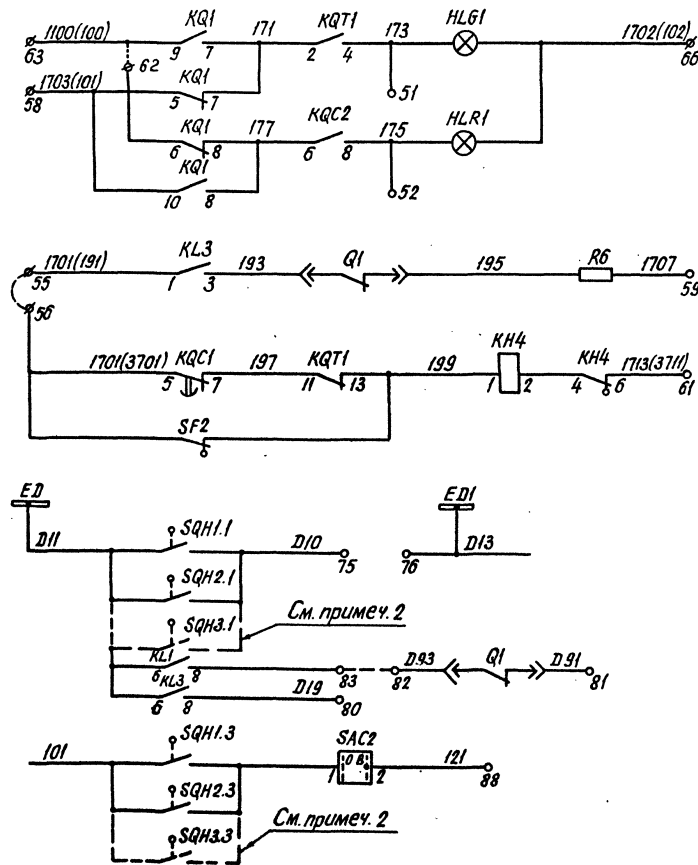 1100(100) KQ1 171 KQT1 173 HLG1 1702(102)
63 9 7 2 4 66
62
1703(101) KQ1
58 5 7 51
KQ1 177 KQC2 175 HLR1
6 8 6 8
KQ1
10 8 52
1701(191) KL3 193 Q1 195 R6 1707
55 1 3 59
56
1701(3701) KQC1 197 KQT1 199 KH4 KH4 1713(3711)
5 7 11 13 1 2 4 6 61
SF2
ED ED1
D11 SQH1.1 D10 D13
75 76
SQH2.1
SQH3.1 См. примеч. 2
KL1 D93 Q1 D91
6 8 83 82 81
KL3 D19
6 8 80
101 SQH1.3 SAC2 121
О В
1 2 88
SQH2.3
SQH3.3 См. примеч. 2